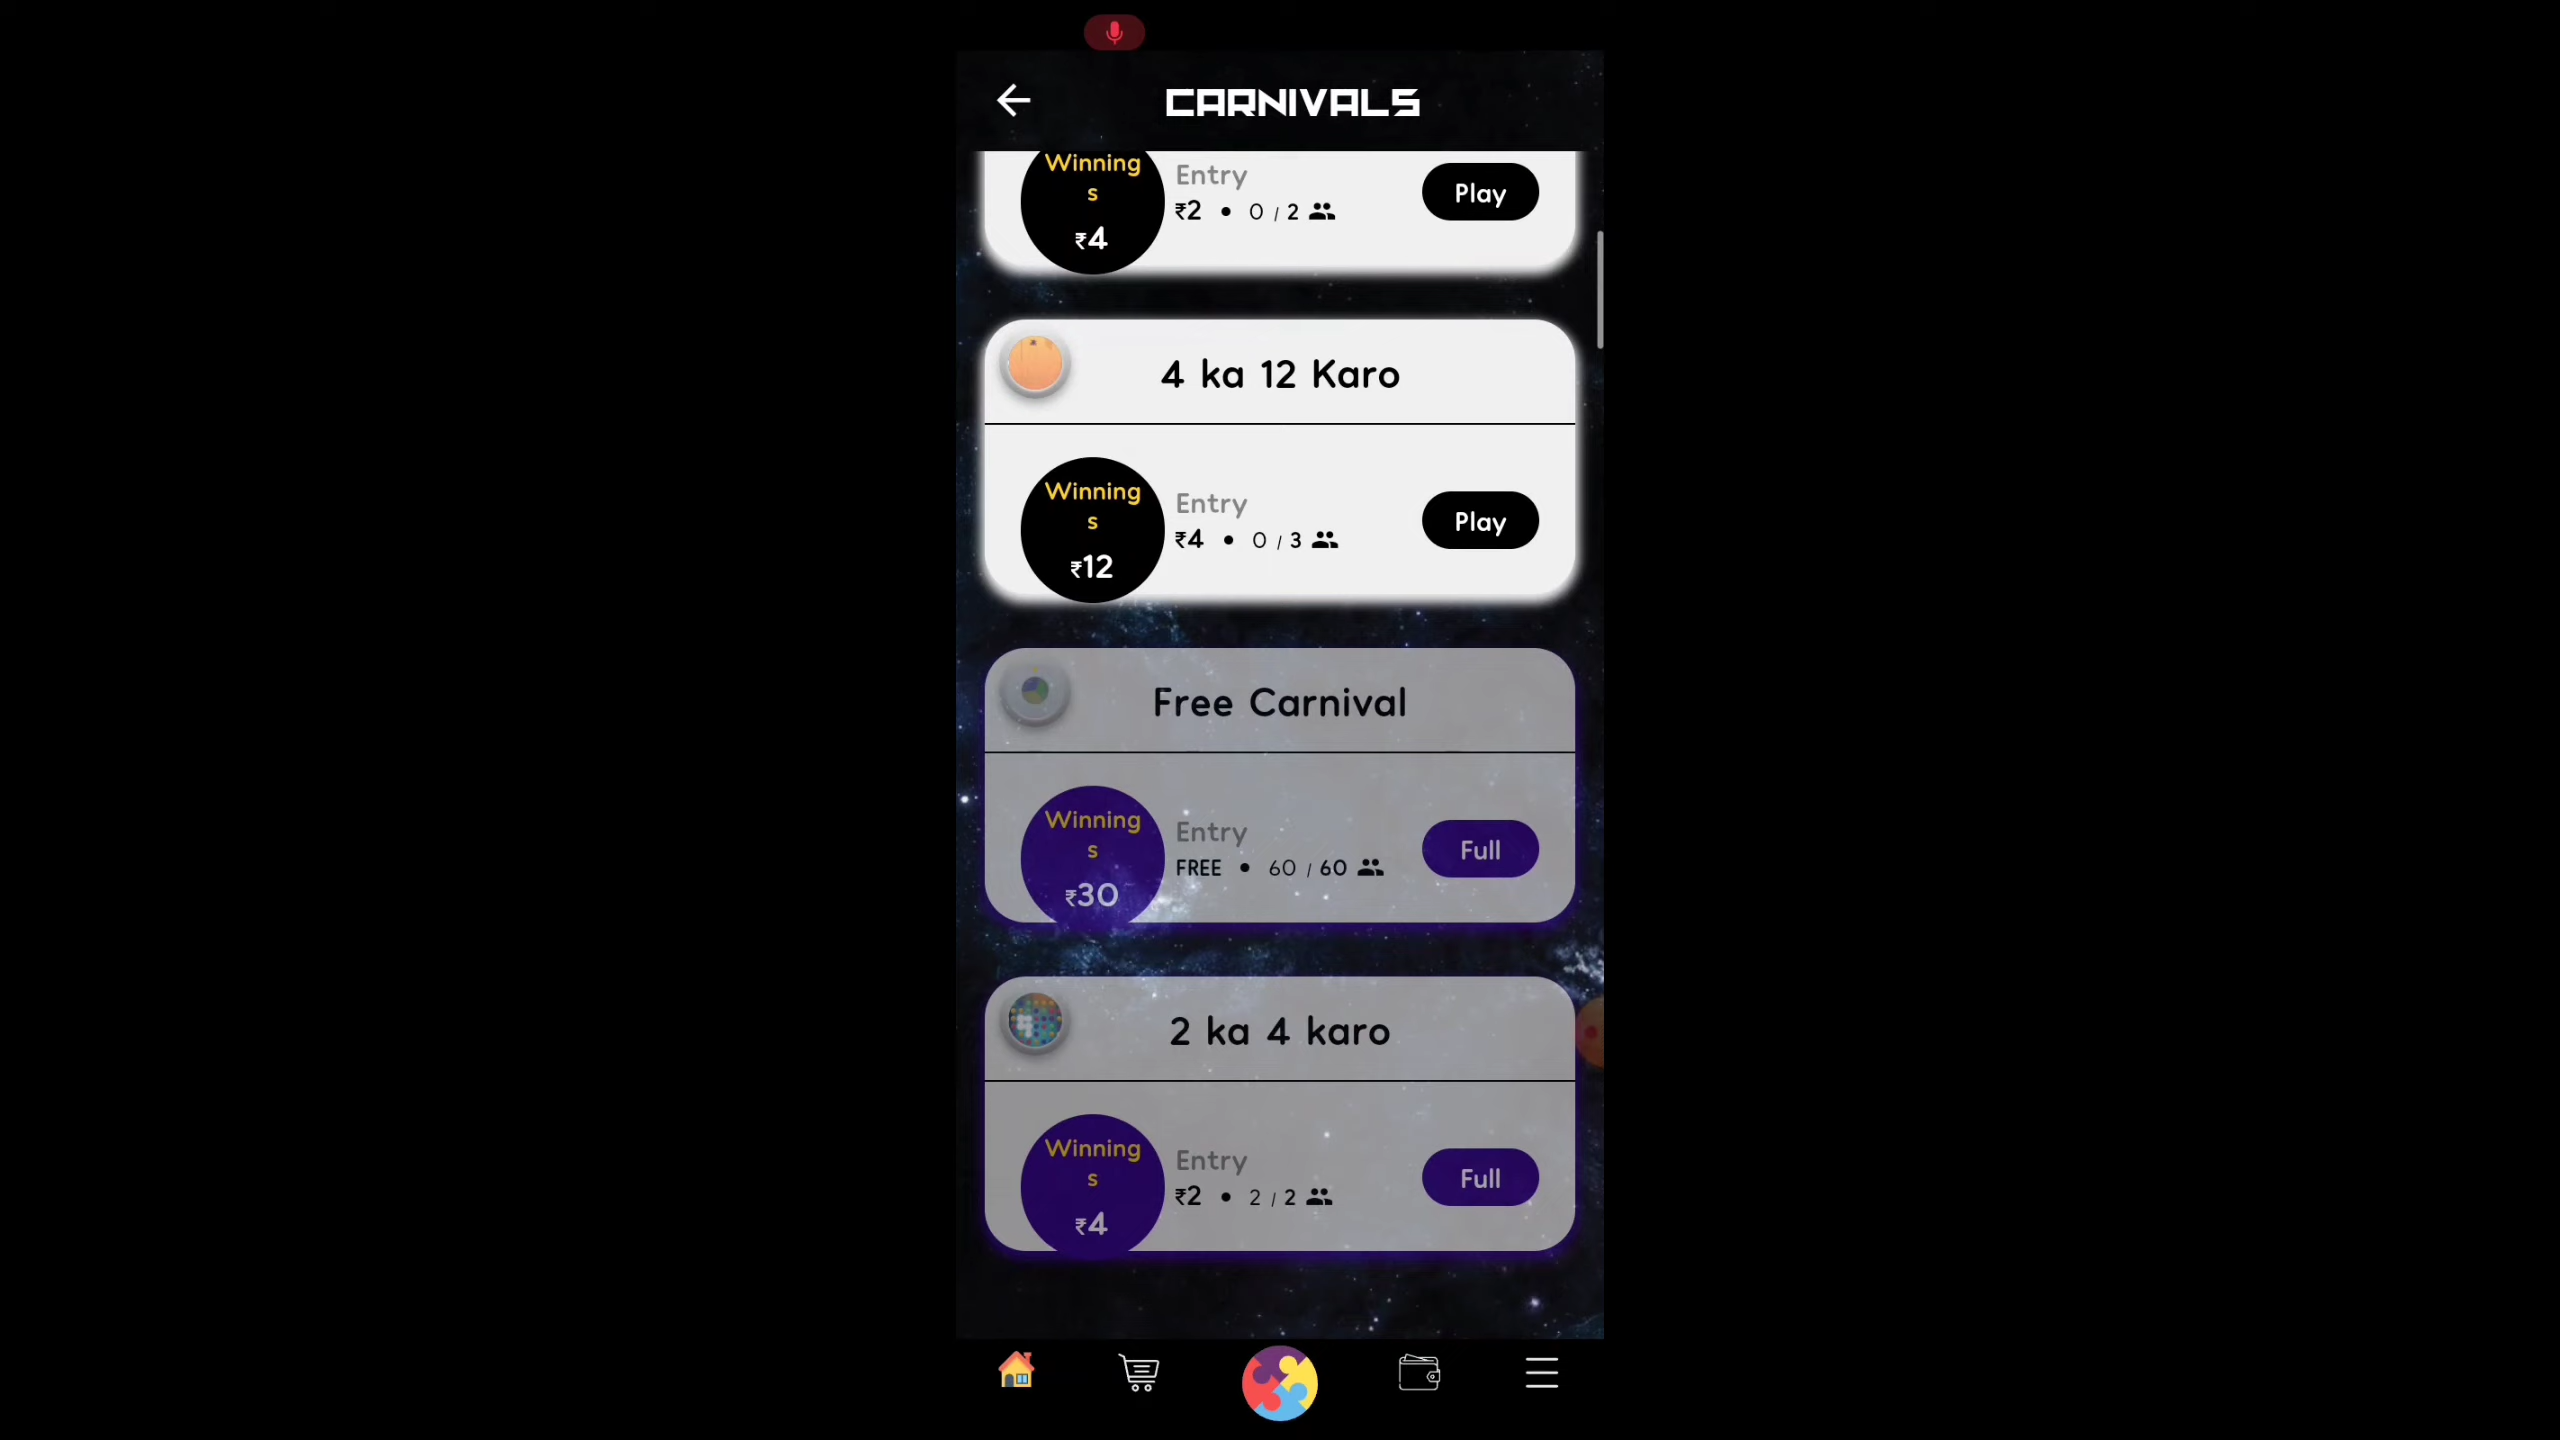 CARNIVALS
Winning
s
₹4
Entry
₹2 • 0 / 2
Play
4 ka 12 Karo
Winning
s
₹12
Entry
₹4 • 0 / 3
Play
Free Carnival
Winning
s
₹30
Entry
FREE • 60 / 60
Full
2 ka 4 karo
Winning
s
₹4
Entry
₹2 • 2 / 2
Full